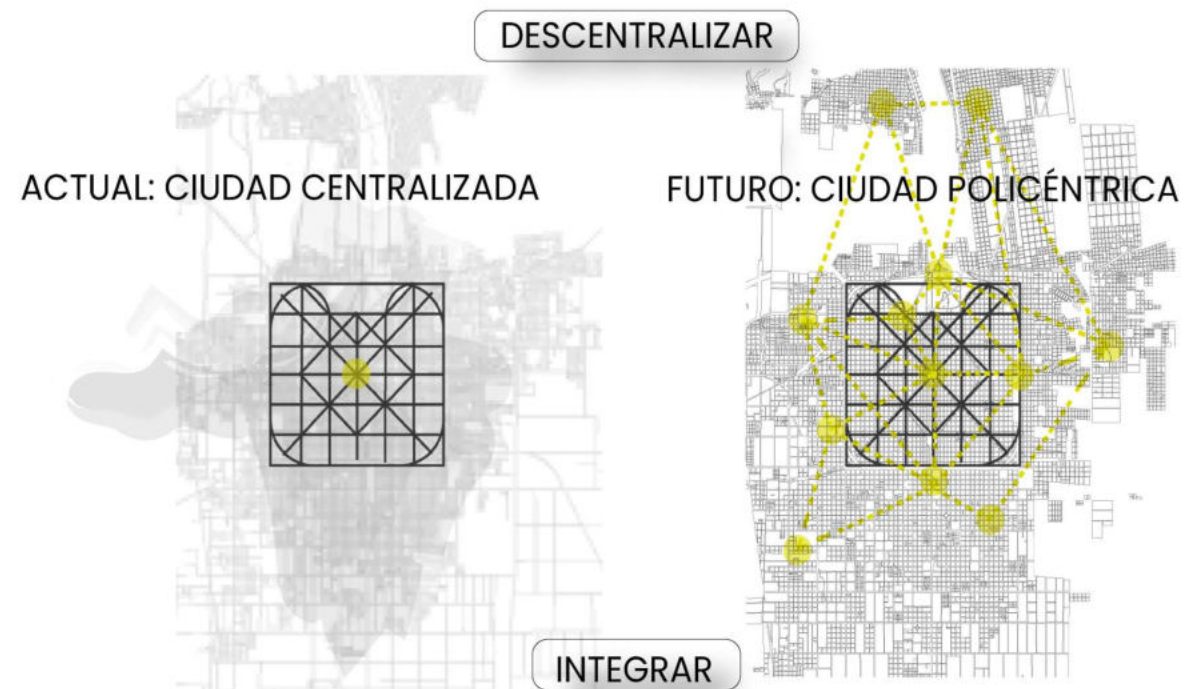 DESCENTRALIZAR
ACTUAL: CIUDAD CENTRALIZADA
FUTURO: CIUDAD POLICÉNTRICA
INTEGRAR